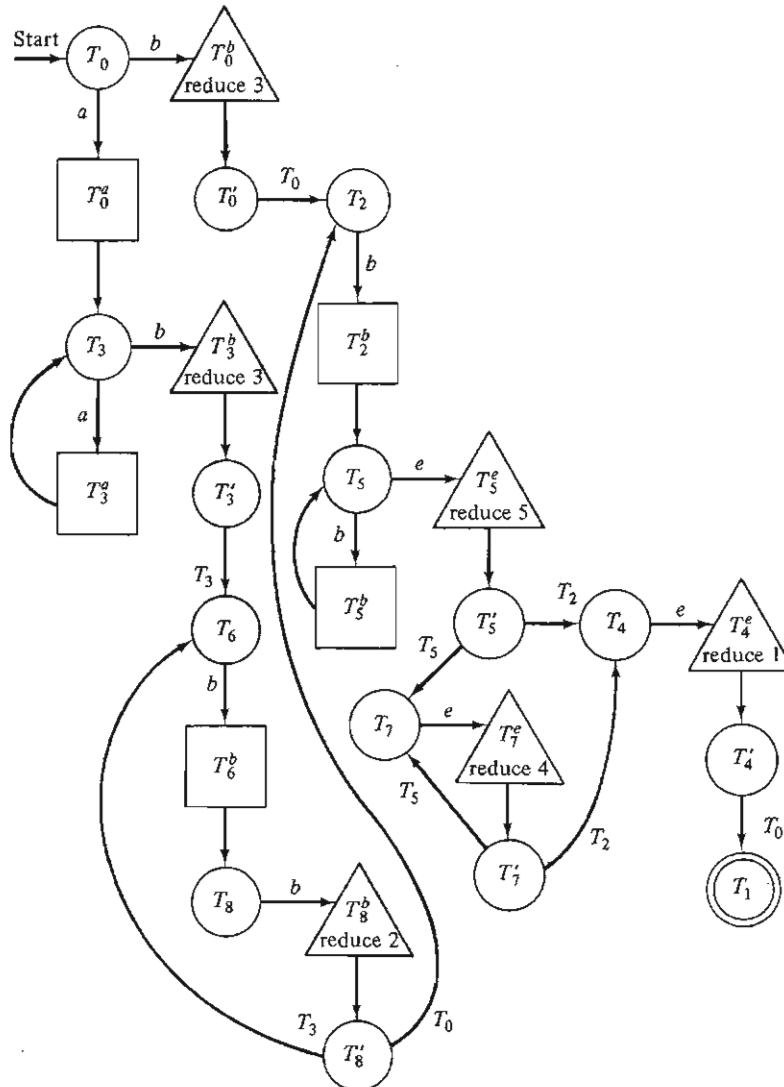 Start
T₀
b
T₀ᵇ
reduce 3
a
T₀ᵃ
T₀′
T₀
T₂
b
T₃
b
T₃ᵇ
reduce 3
T₂ᵇ
a
T₃ᵃ
T₃′
T₅
e
T₅ᵉ
reduce 5
b
T₅ᵇ
T₃
T₆
T₅′
T₂
T₄
e
T₄ᵉ
reduce 1
T₅
b
T₇
e
T₇ᵉ
reduce 4
T₄′
T₆ᵇ
T₅
T₀
T₂
T₇′
T₁
T₈
b
T₈ᵇ
reduce 2
T₃
T₀
T₈′